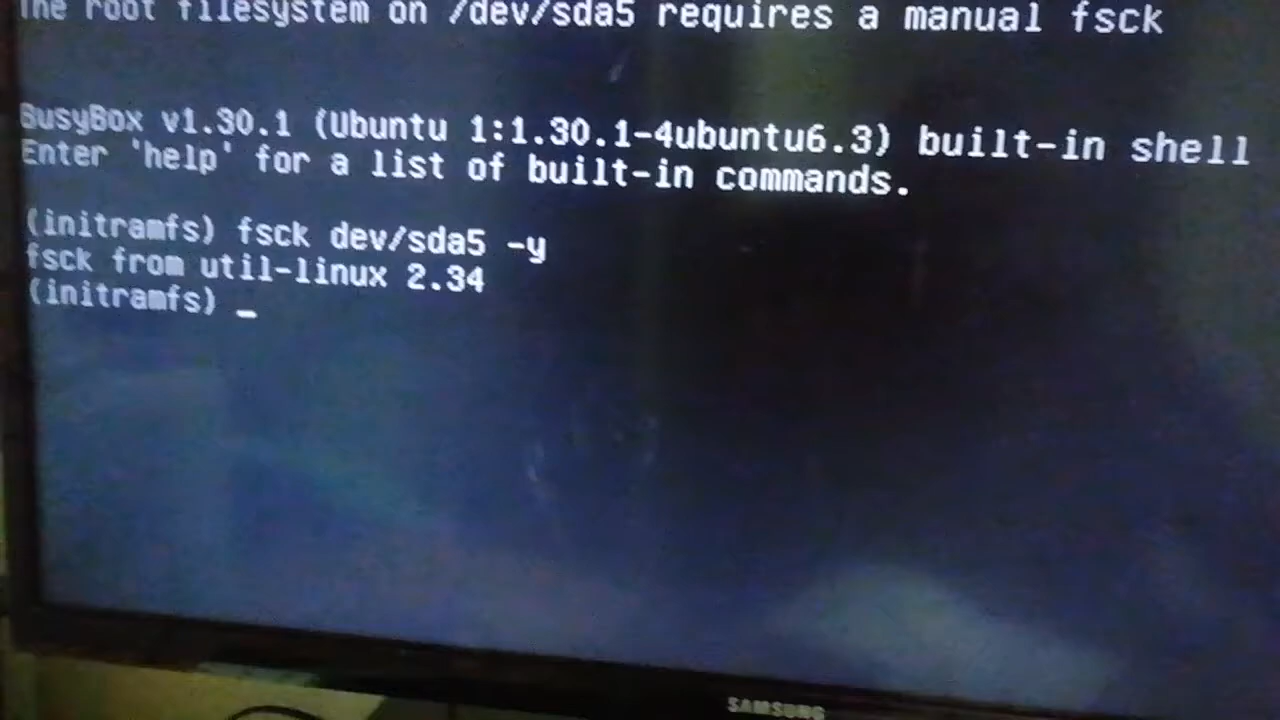 The root filesystem on /dev/sda5 requires a manual fsck
BusyBox v1.30.1 (Ubuntu 1:1.30.1-4ubuntu6.3) built-in shell
Enter 'help' for a list of built-in commands.
(initramfs) fsck dev/sda5 -y
fsck from util-linux 2.34
(initramfs) _
SAMSUNG